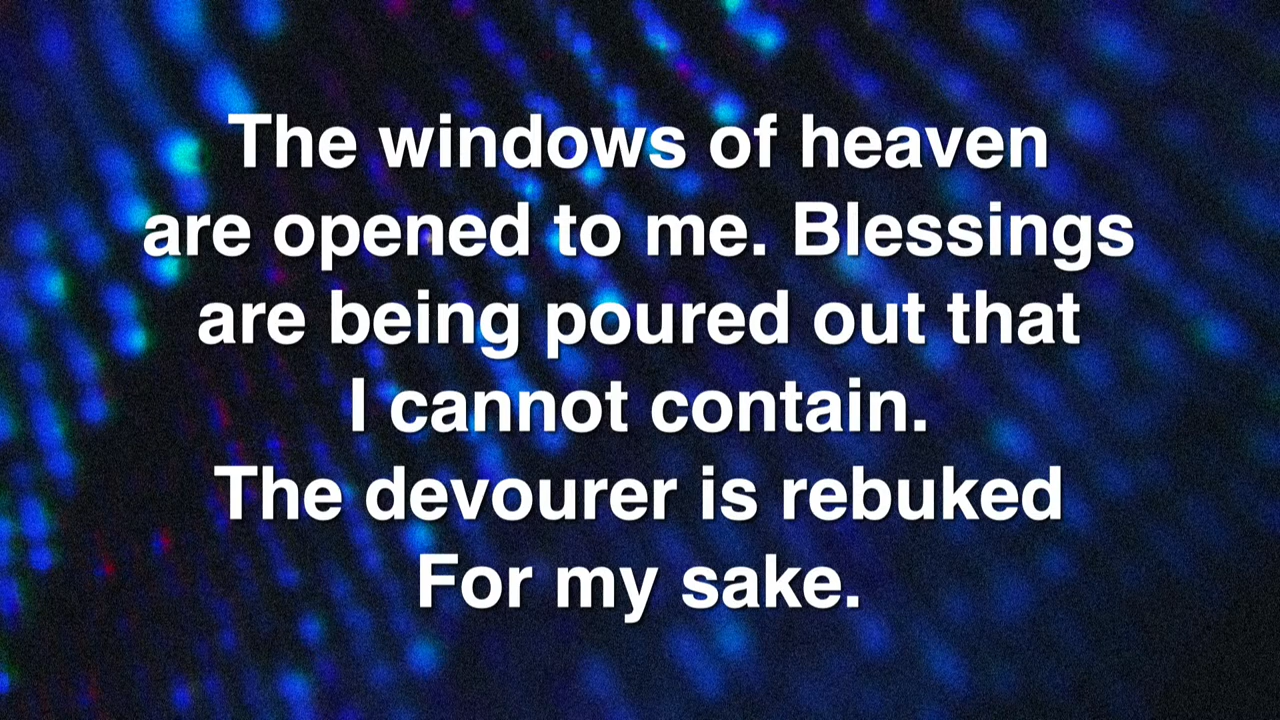 The windows of heaven
are opened to me. Blessings
are being poured out that
I cannot contain.
The devourer is rebuked
For my sake.